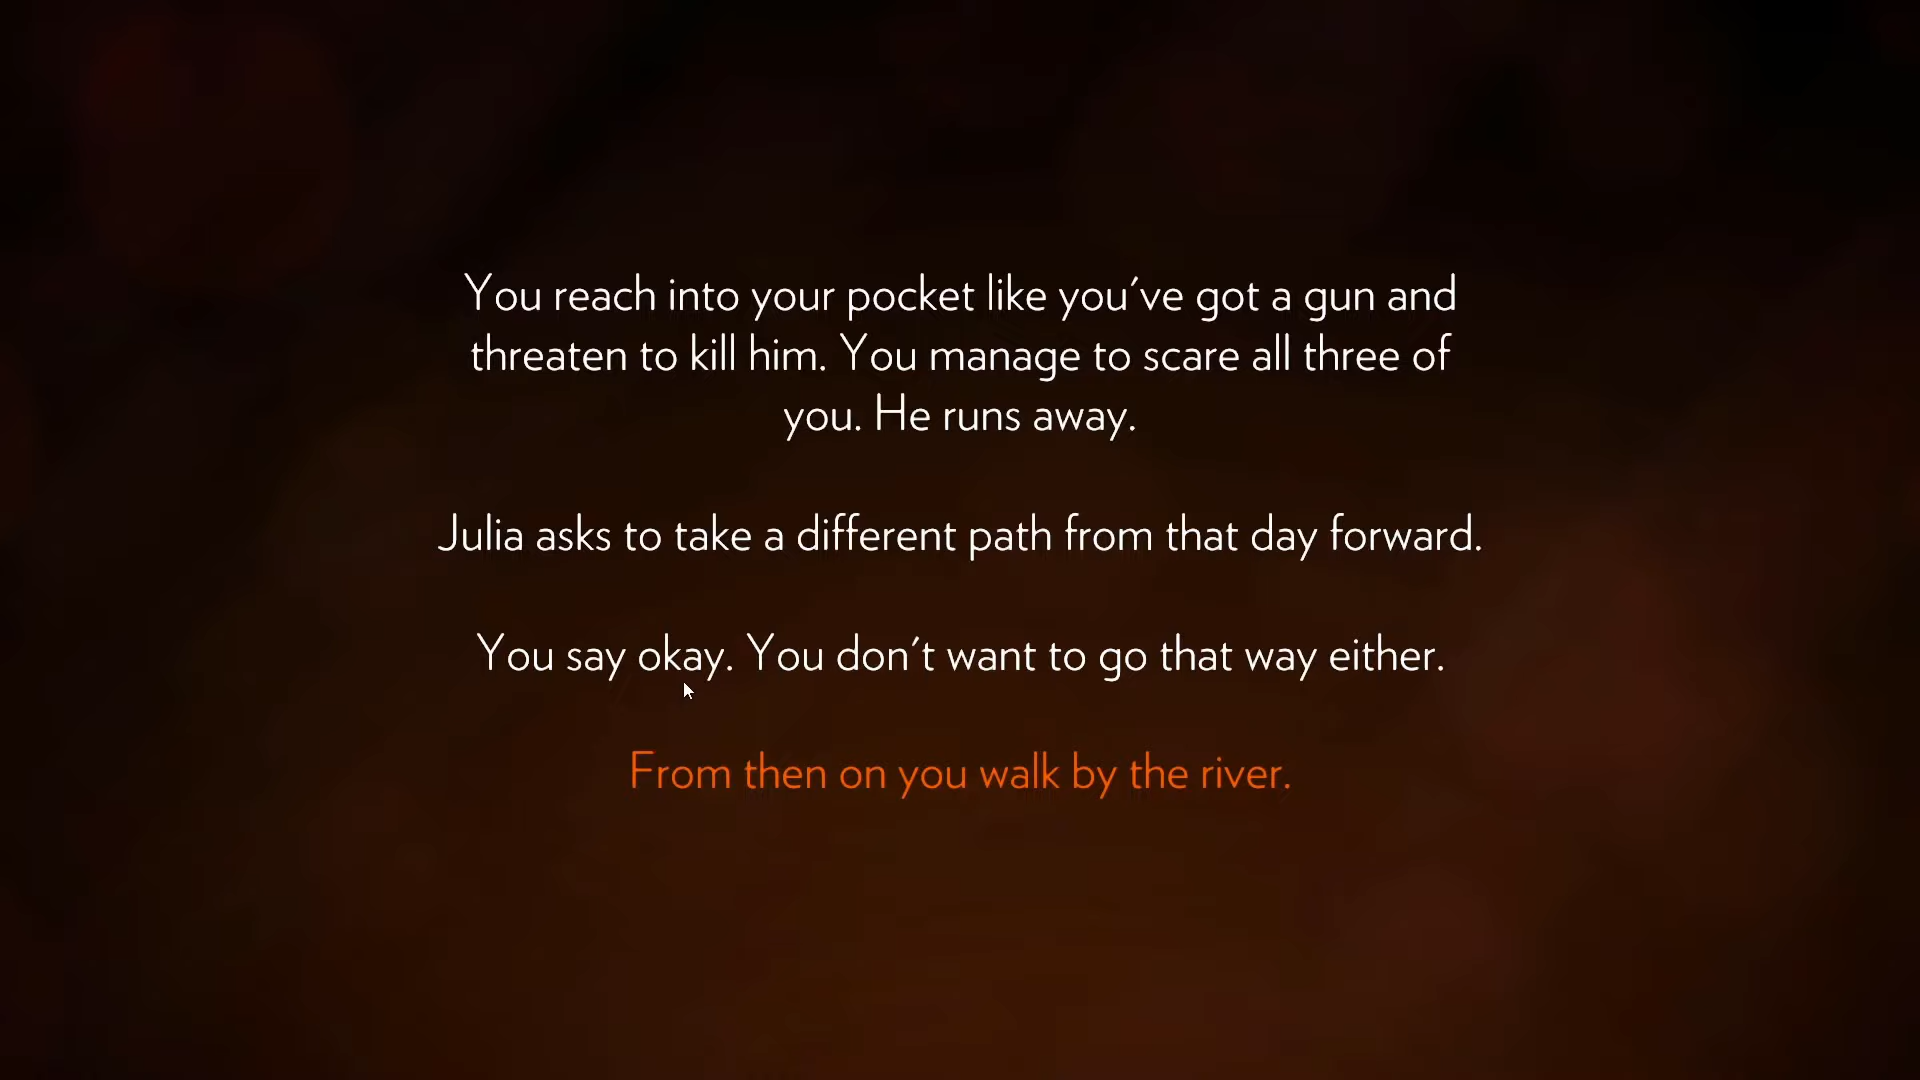 You reach into your pocket like you've got a gun and
threaten to kill him. You manage to scare all three of
you. He runs away.
Julia asks to take a different path from that day forward.
You say okay. You don't want to go that way either.
From then on you walk by the river.